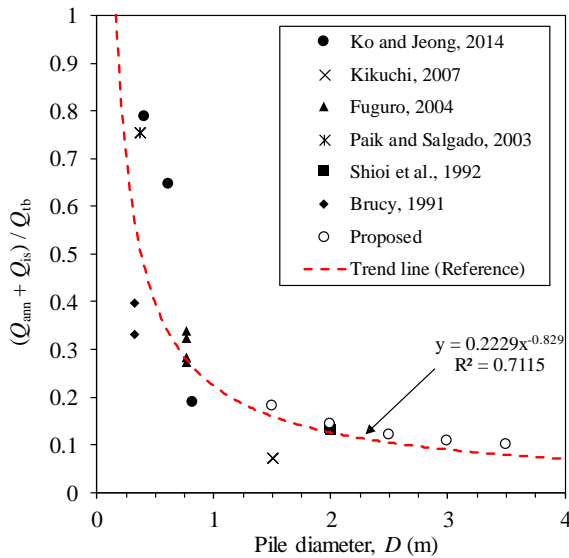 1
0.9
0.8
0.7
0.6
0.5
0.4
0.3
0.2
0.1
0
(Qann + Qis) / Qtb
Ko and Jeong, 2014
Kikuchi, 2007
Fuguro, 2004
Paik and Salgado, 2003
Shioi et al., 1992
Brucy, 1991
Proposed
Trend line (Reference)
y = 0.2229x-0.829
R² = 0.7115
0 1 2 3 4
Pile diameter, D (m)